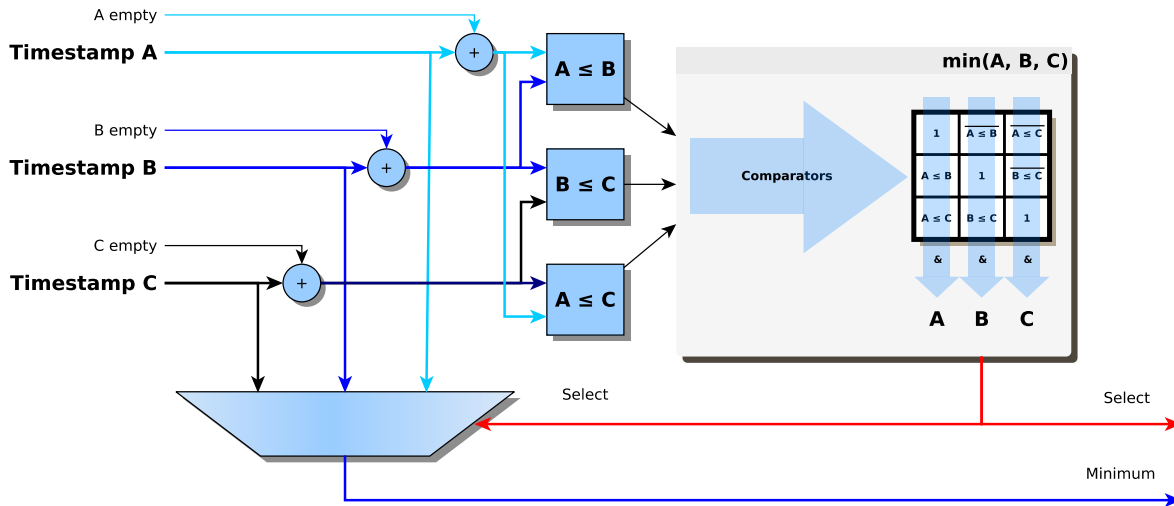 A empty
Timestamp A
+
A ≤ B
min(A, B, C)
B empty
Timestamp B
+
B ≤ C
Comparators
1 A̅ ̅≤̅ ̅B̅ A̅ ̅≤̅ ̅C̅
A ≤ B 1 B̅ ̅≤̅ ̅C̅
A ≤ C B ≤ C 1
& & &
A B C
C empty
Timestamp C
+
A ≤ C
Select
Select
Minimum